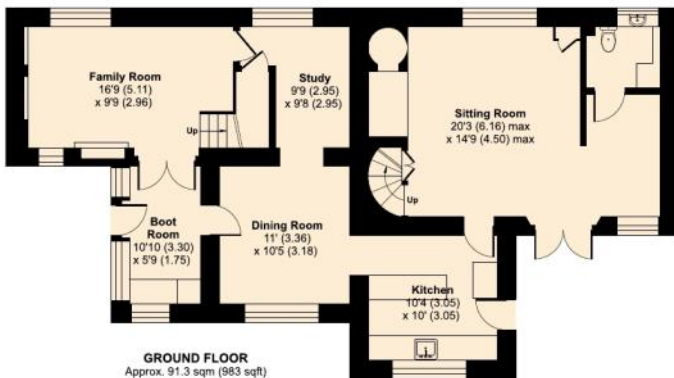 Family Room
16'9 (5.11)
x 9'9 (2.96)
Up
Study
9'9 (2.95)
x 9'8 (2.95)
Sitting Room
20'3 (6.16) max
x 14'9 (4.50) max
Up
Boot
Room
10'10 (3.30)
x 5'9 (1.75)
Dining Room
11' (3.36)
x 10'5 (3.18)
Kitchen
10'4 (3.05)
x 10' (3.05)
GROUND FLOOR
Approx. 91.3 sqm (983 sqft)